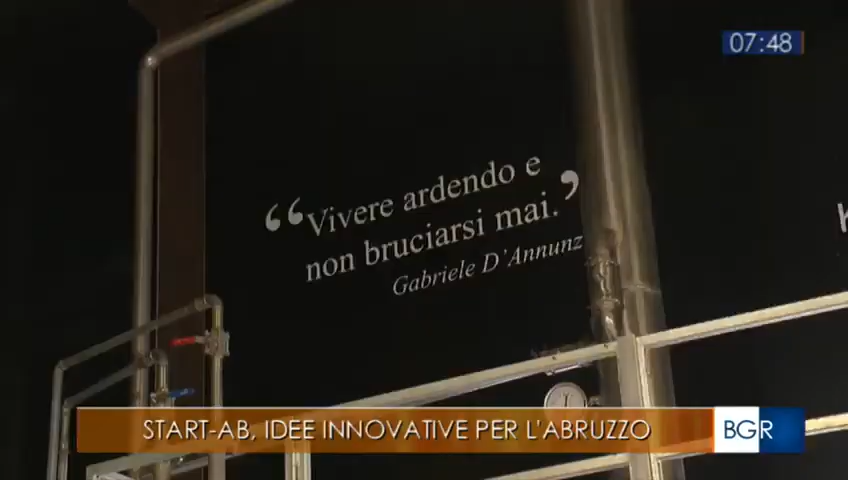 07:48
“Vivere ardendo e
non bruciarsi mai.”
Gabriele D'Annunz
START-AB, IDEE INNOVATIVE PER L'ABRUZZO
BGR